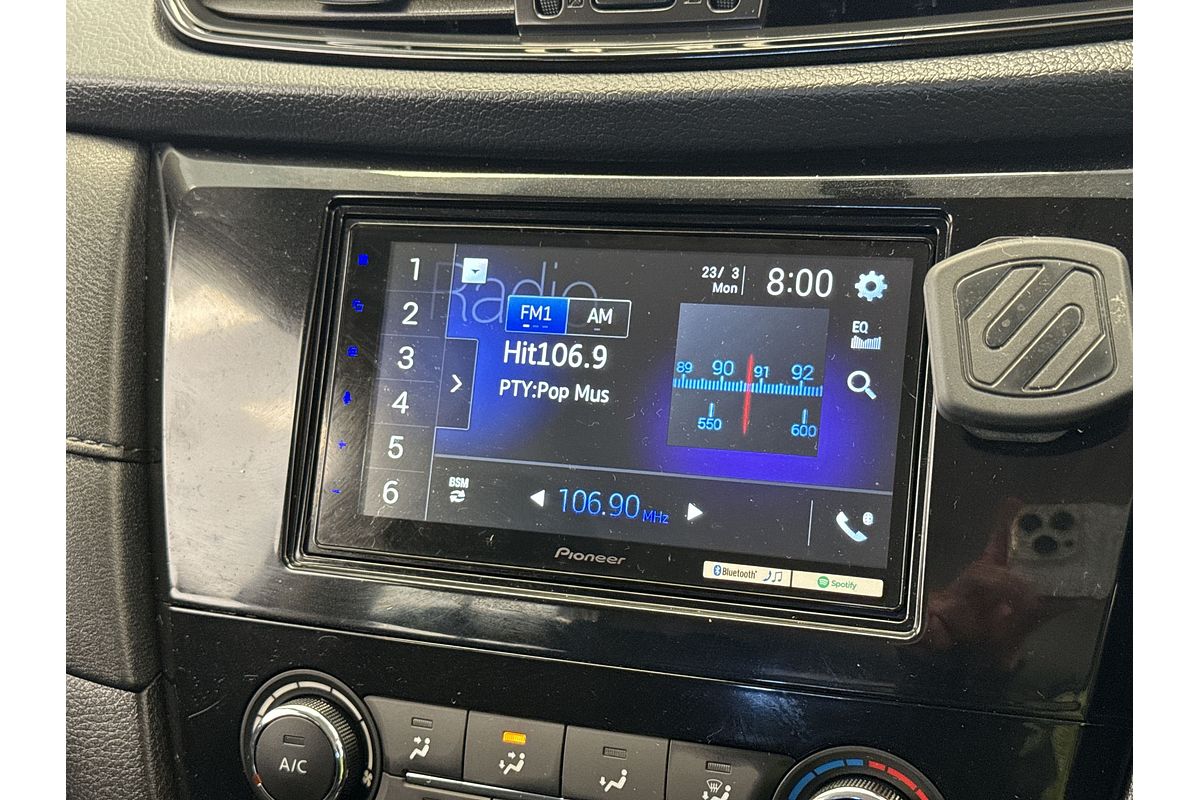 Radio
1
2
3
4
5
6
23/ 3
Mon
8:00
FM1 AM
EQ
Hit106.9
PTY:Pop Mus
89 90 91 92
550 600
BSM
106.90 MHz
Pioneer
Bluetooth
Spotify
A/C